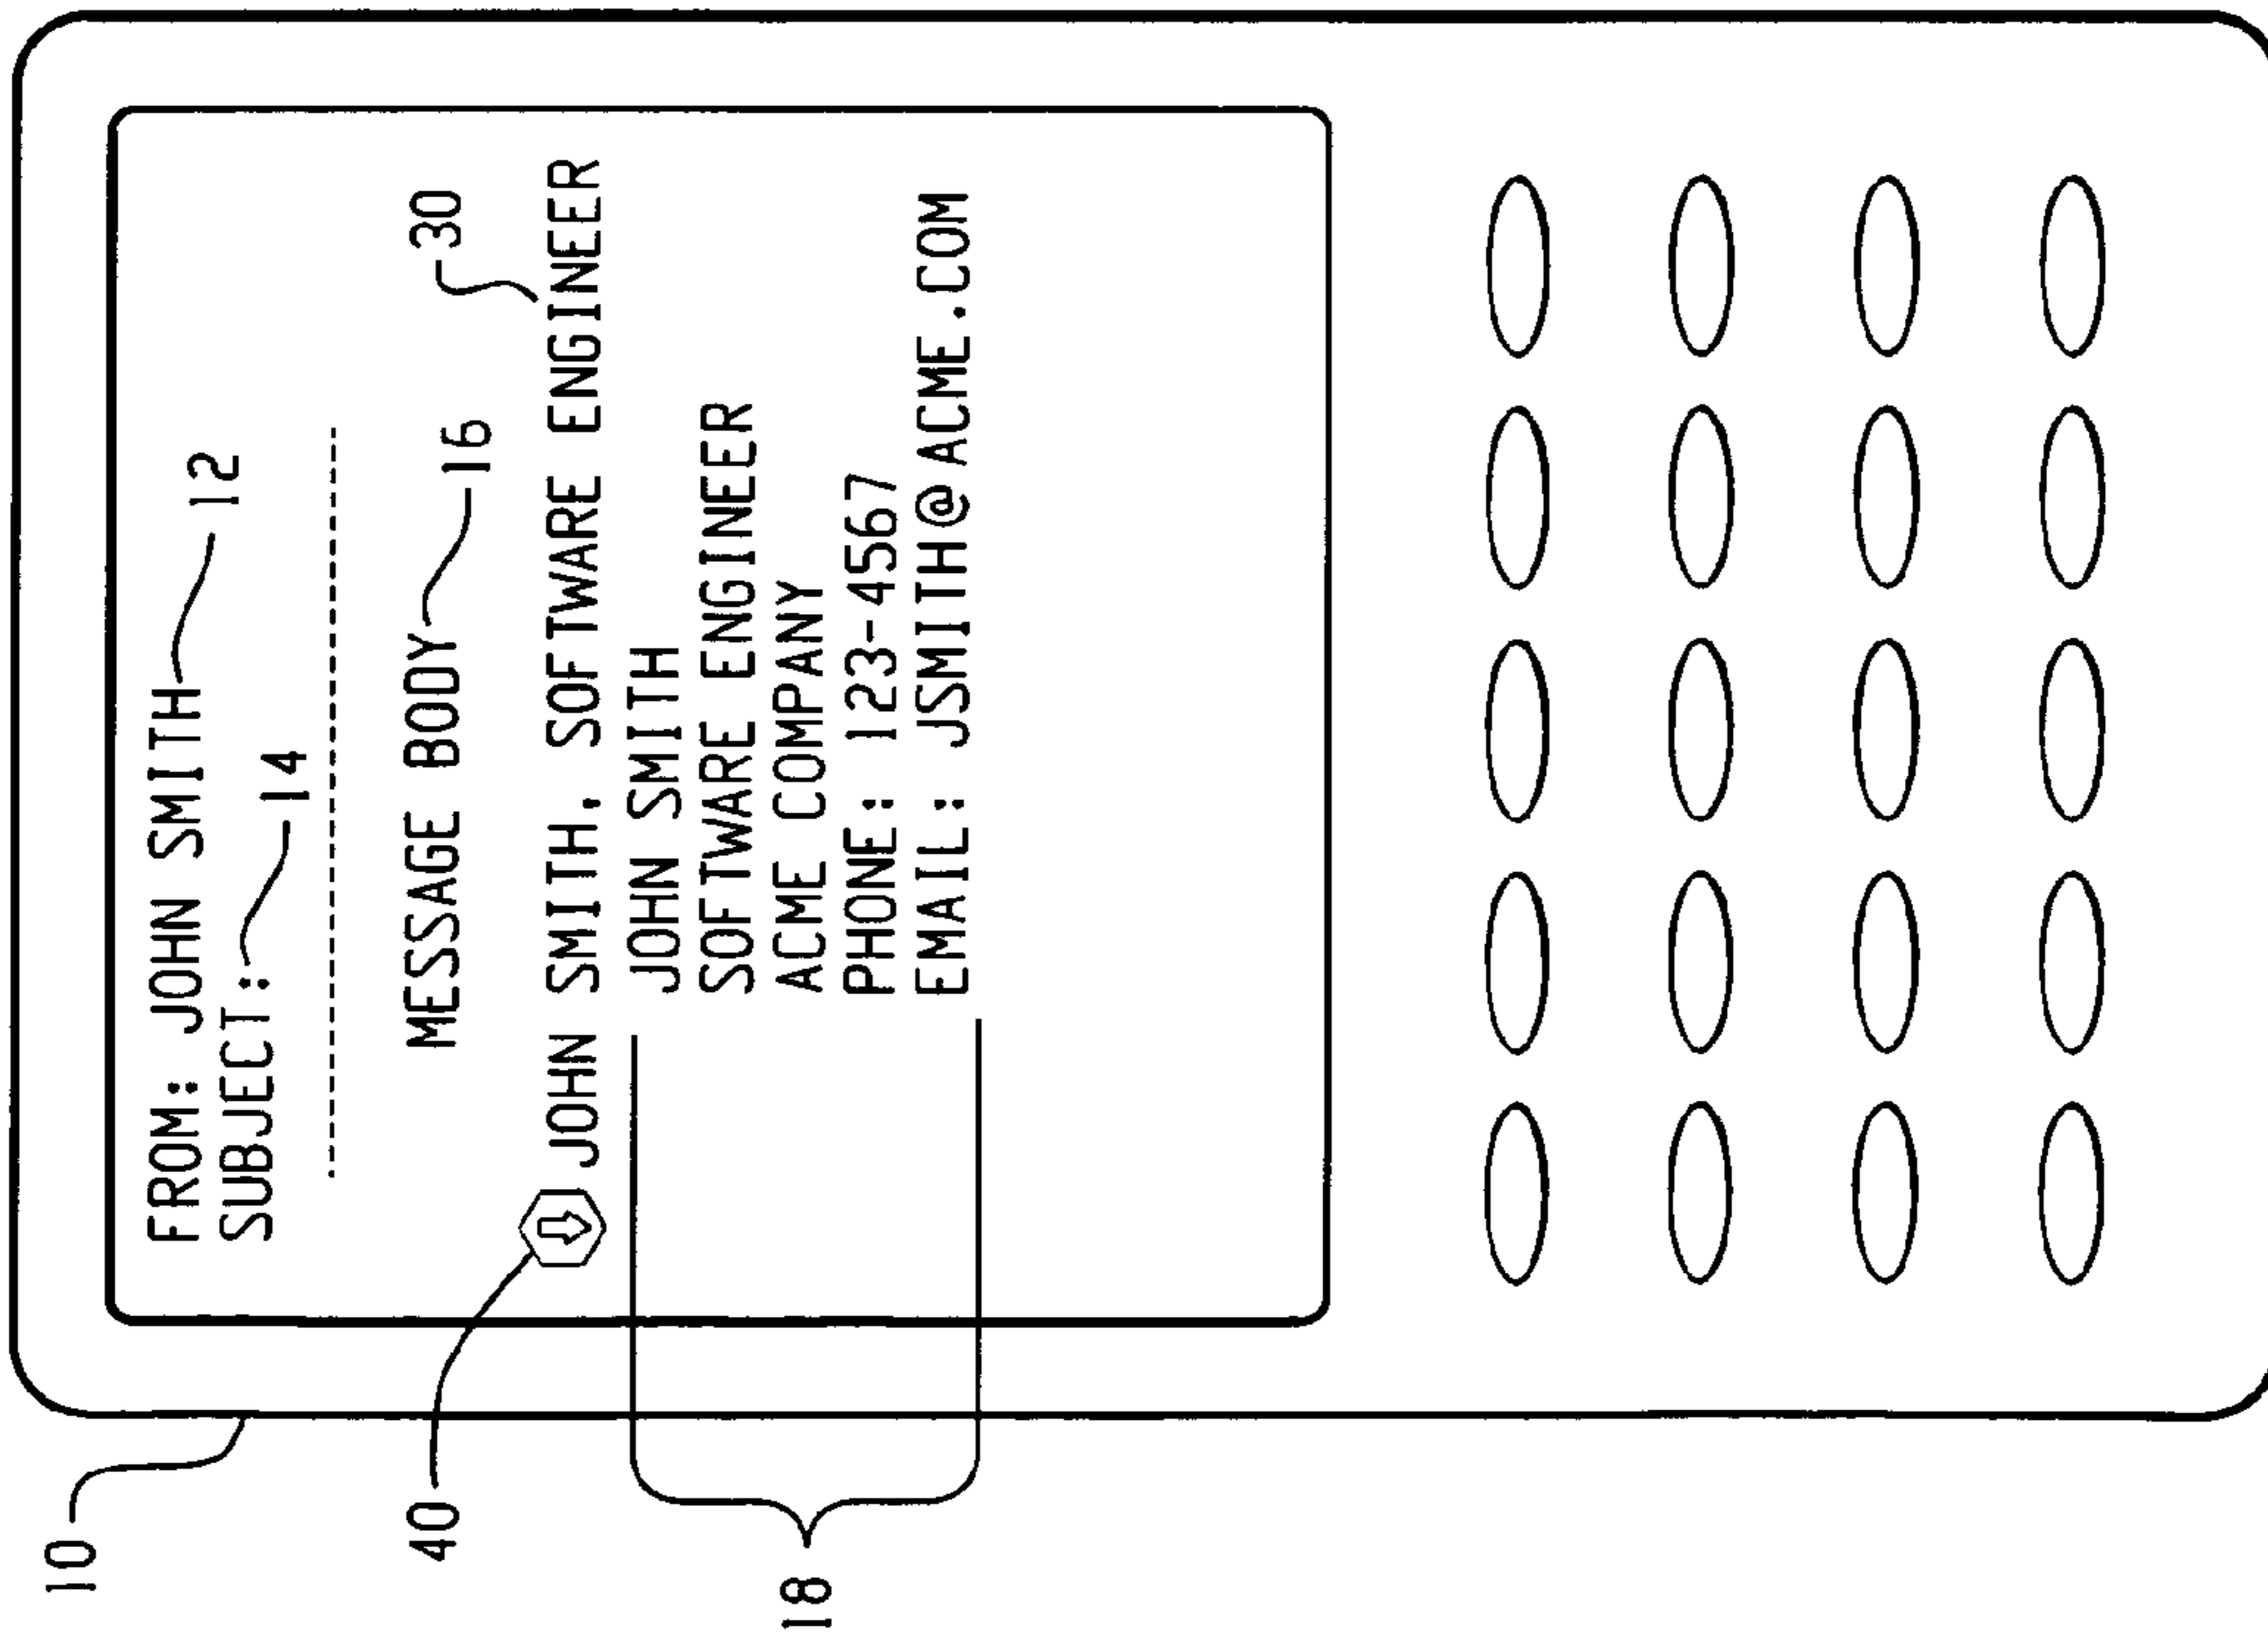 10
FROM: JOHN SMITH 12
SUBJECT: 14
MESSAGE BODY 16
30
40
JOHN SMITH, SOFTWARE ENGINEER
JOHN SMITH
SOFTWARE ENGINEER
ACME COMPANY
PHONE: 123-4567
EMAIL: JSMITH@ACME.COM
18